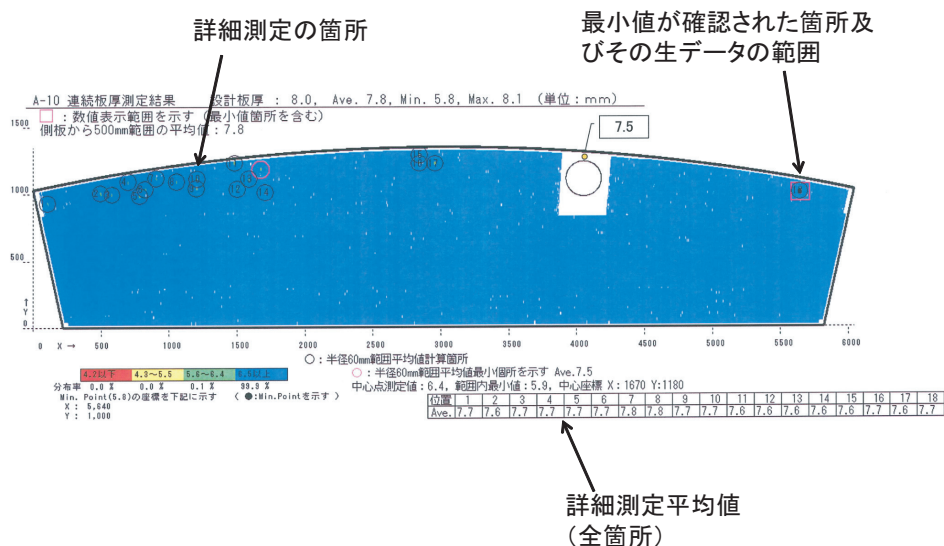 詳細測定の箇所
最小値が確認された箇所及
びその生データの範囲
A-10 連続板厚測定結果 設計板厚 : 8.0, Ave. 7.8, Min. 5.8, Max. 8.1 (単位:mm)
□ : 数値表示範囲を示す(最小値箇所を含む)
側板から500mm範囲の平均値:7.8
7.5
1500
1000
500
↑
Y
0
0 X → 500 1000 1500 2000 2500 3000 3500 4000 4500 5000 5500 6000
○:半径60mm範囲平均値計算箇所
○ : 半径60mm範囲平均値最小箇所を示す Ave.7.5
中心点測定値:6.4, 範囲内最小値:5.9, 中心座標 X:1670 Y:1180
4.3～5.5 5.6～6.4
分布率 0.0 % 0.0 % 0.1 % 99.9 %
Min. Point(5.8)の座標を下記に示す ( ●:Min.Pointを示す )
X : 5,640
Y : 1,000
位置 1 2 3 4 5 6 7 8 9 10 11 12 13 14 15 16 17 18
Ave. 7.7 7.6 7.7 7.7 7.7 7.7 7.8 7.8 7.7 7.7 7.6 7.6 7.6 7.6 7.6 7.7 7.6 7.7
詳細測定平均値
(全箇所)